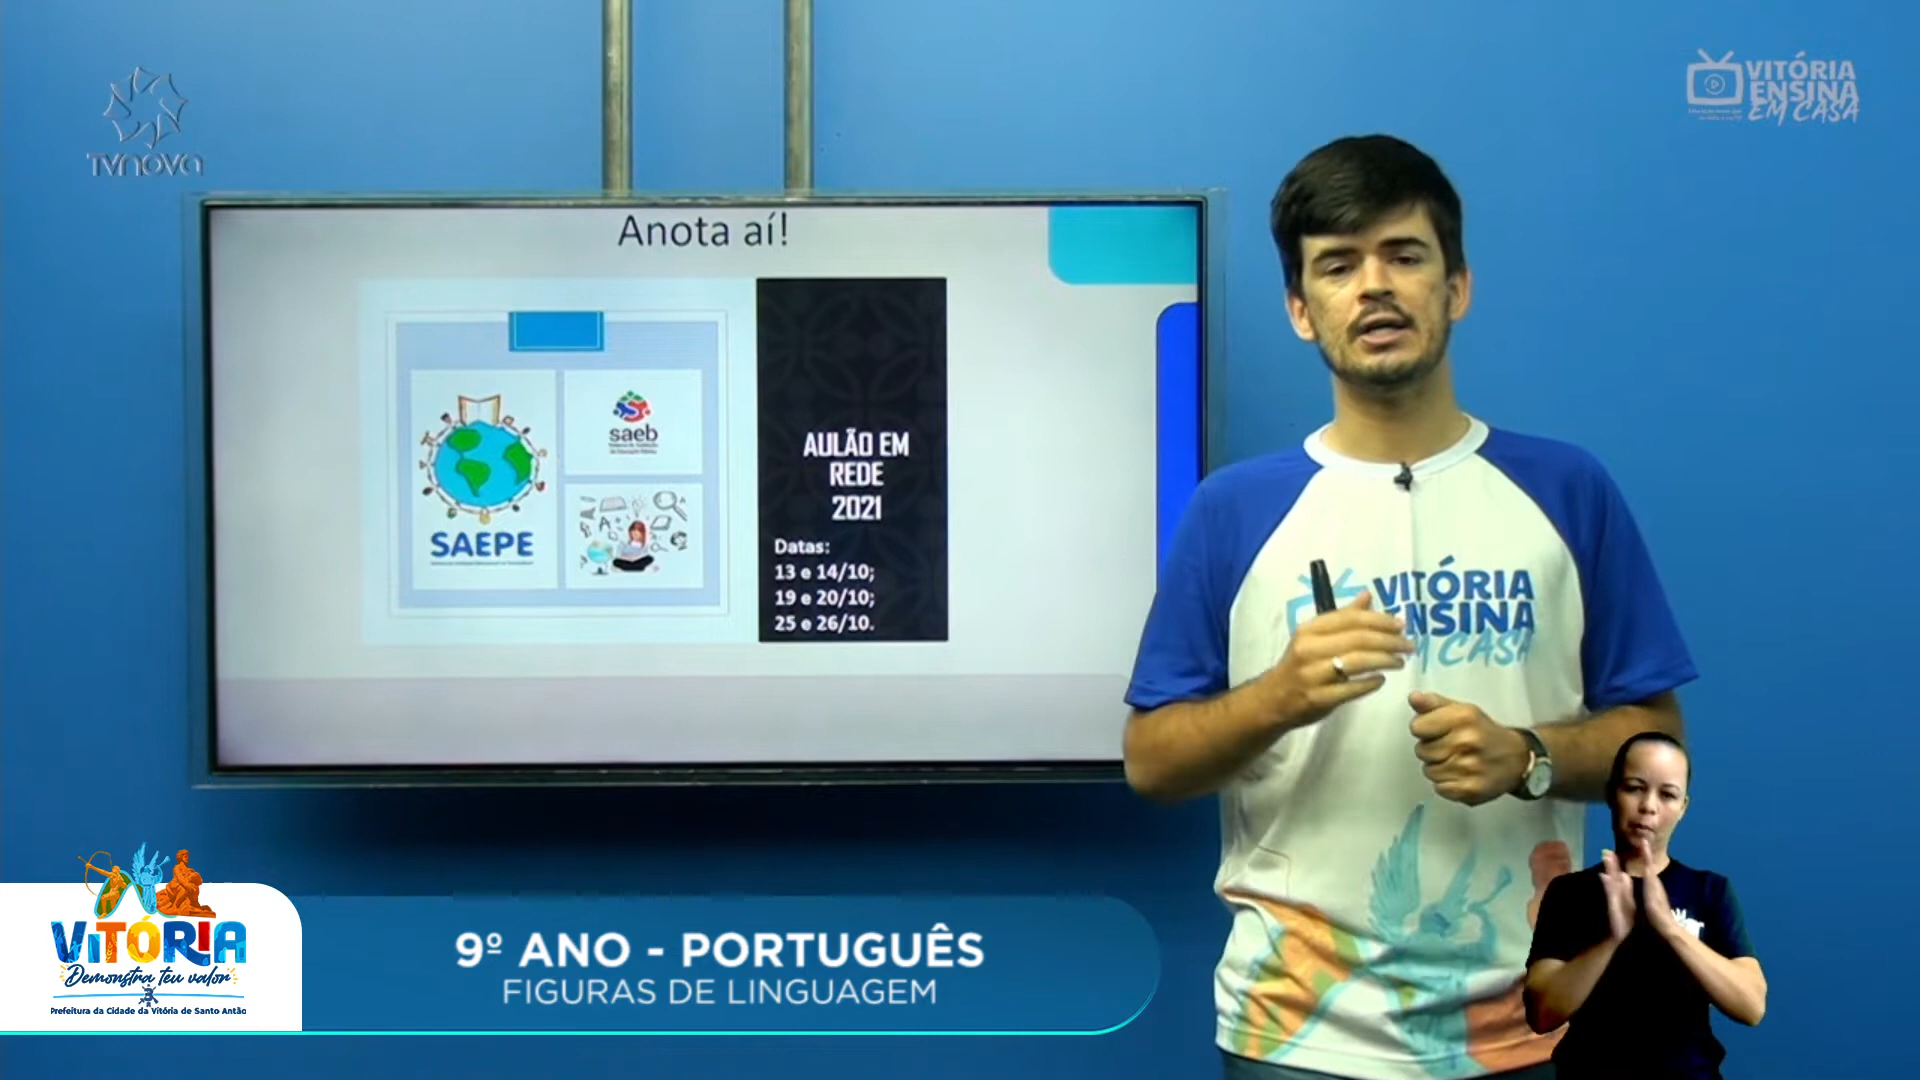 TVNOVA
VITÓRIA
ENSINA
EM CASA
Anota aí!
saeb
SAEPE
AULÃO EM
REDE
2021
Datas:
13 e 14/10;
19 e 20/10;
25 e 26/10.
VITÓRIA
ENSINA
EM CASA
VITÓRIA
Demonstra teu valor
Prefeitura da Cidade da Vitória de Santo Antão
9º ANO - PORTUGUÊS
FIGURAS DE LINGUAGEM